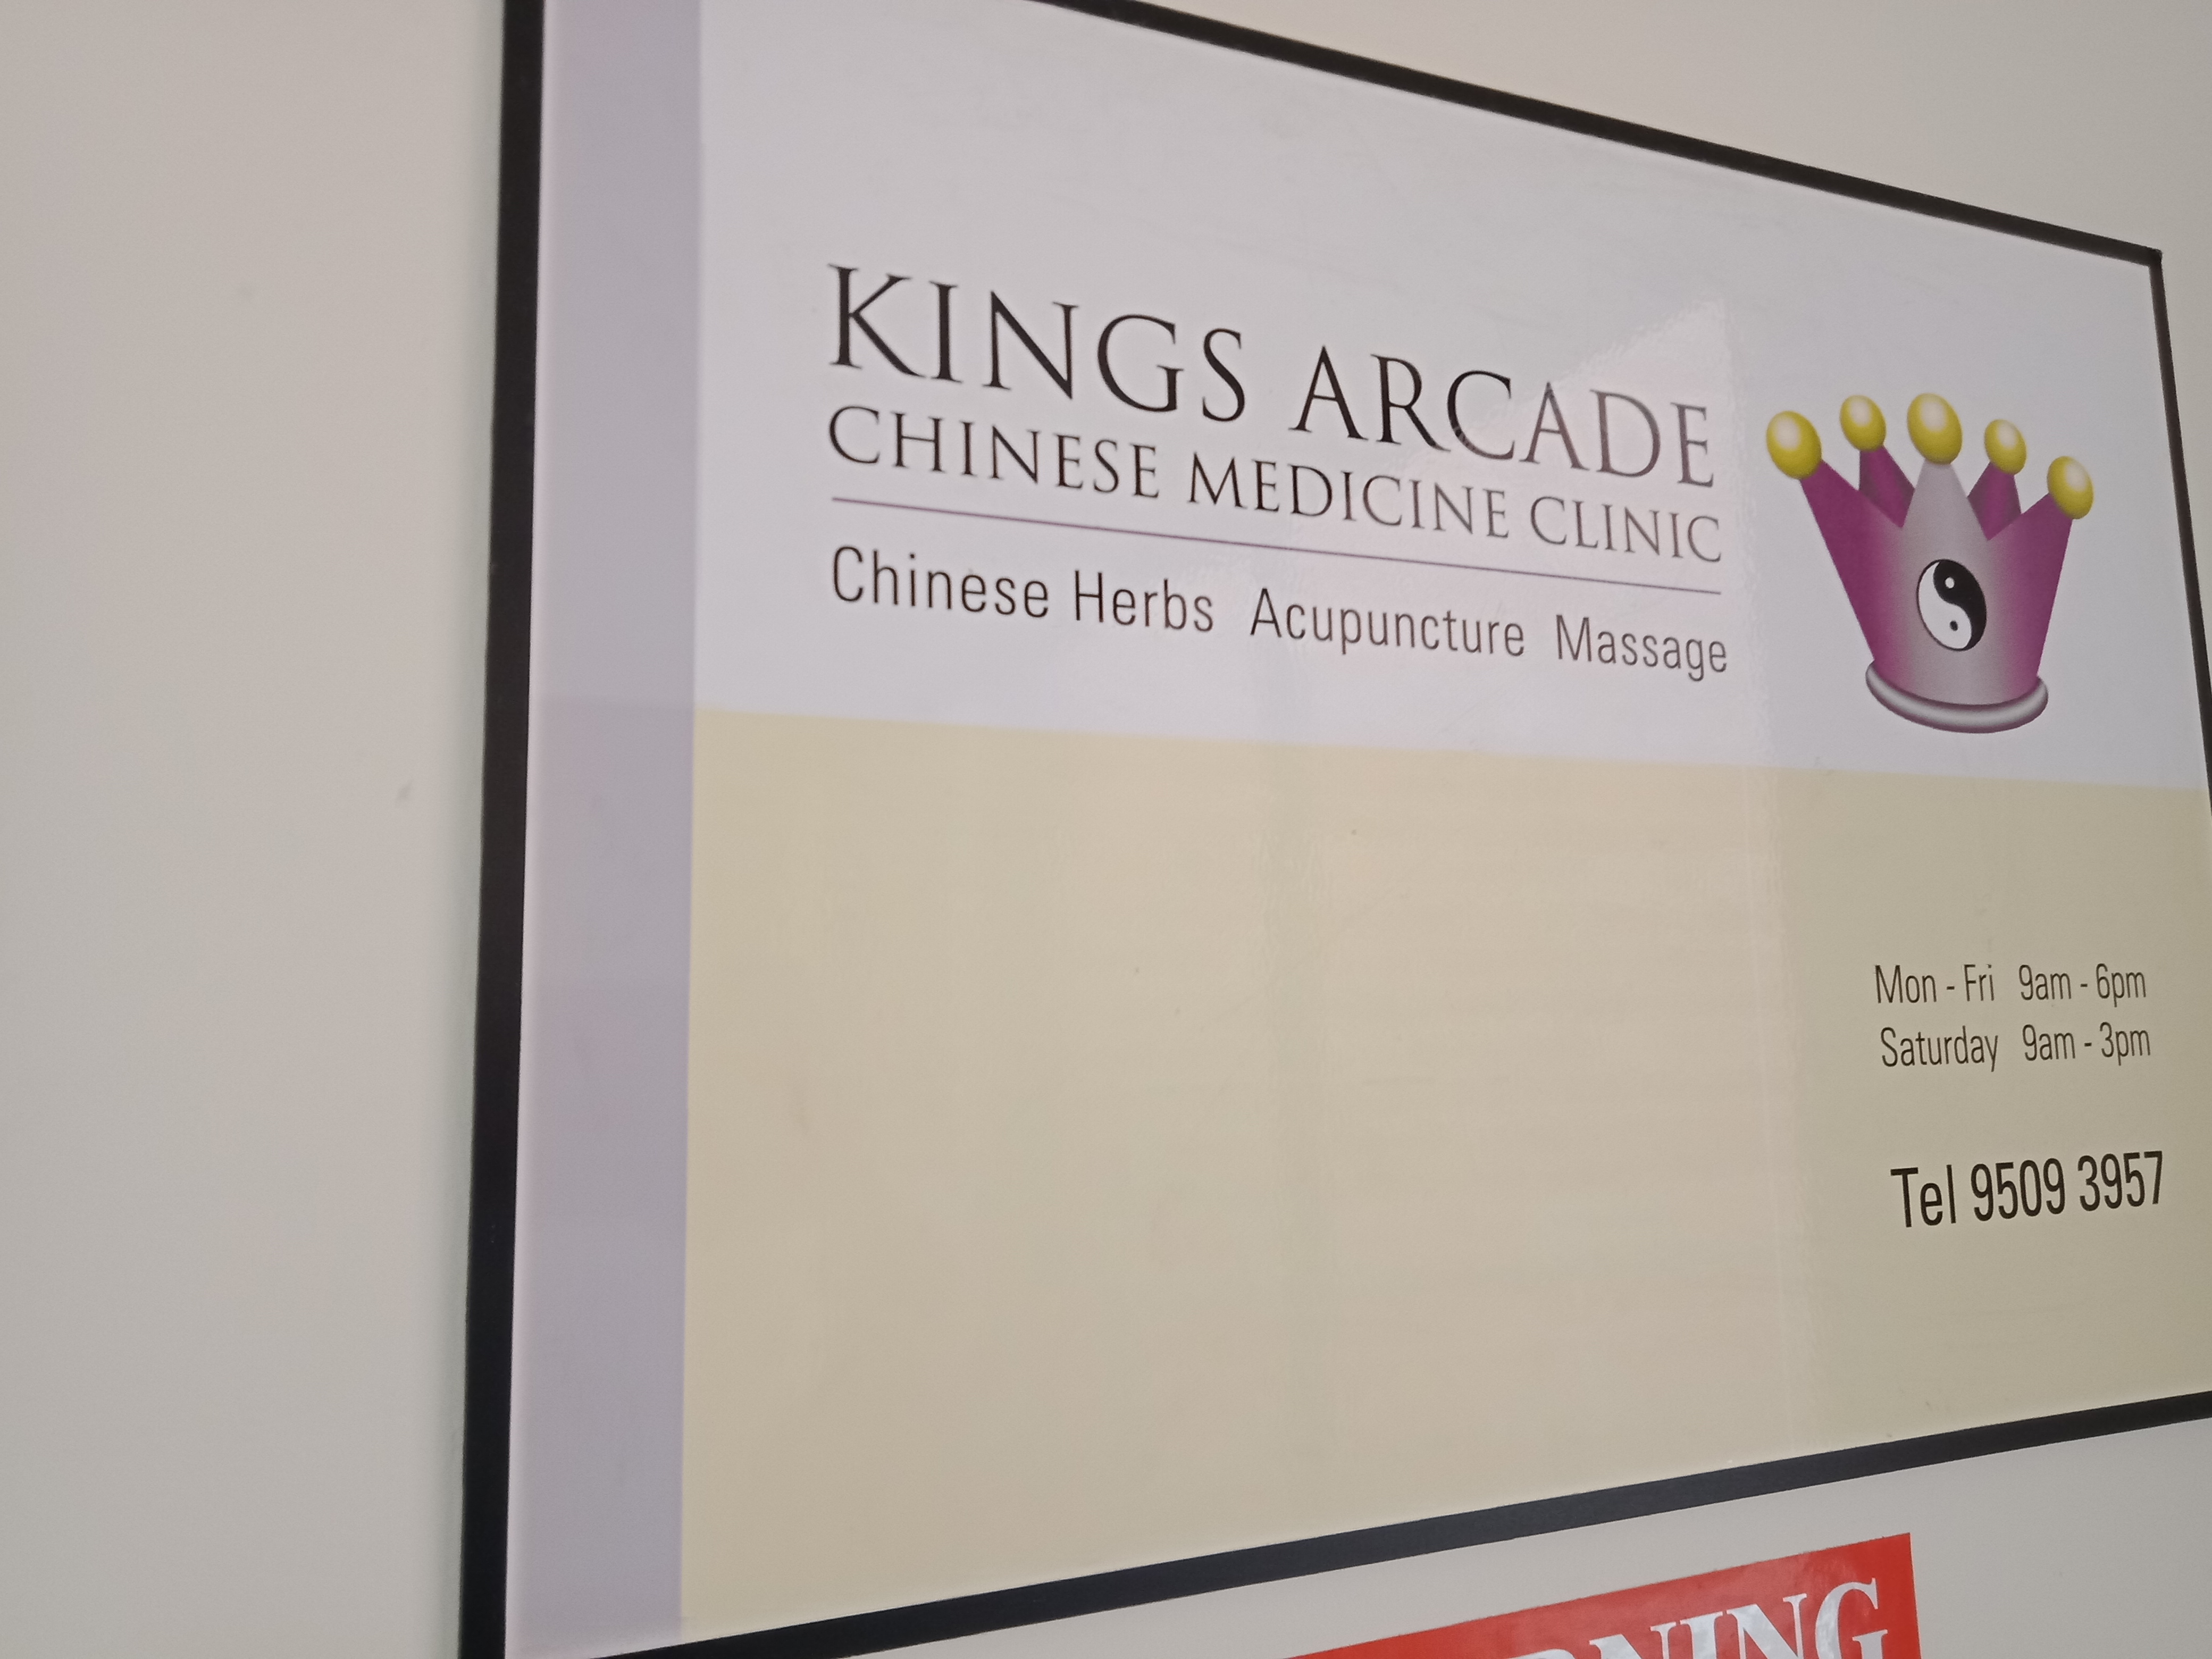 KINGS ARCADE
CHINESE MEDICINE CLINIC
Chinese Herbs Acupuncture Massage
Mon - Fri 9am - 6pm
Saturday 9am - 3pm
Tel 9509 3957